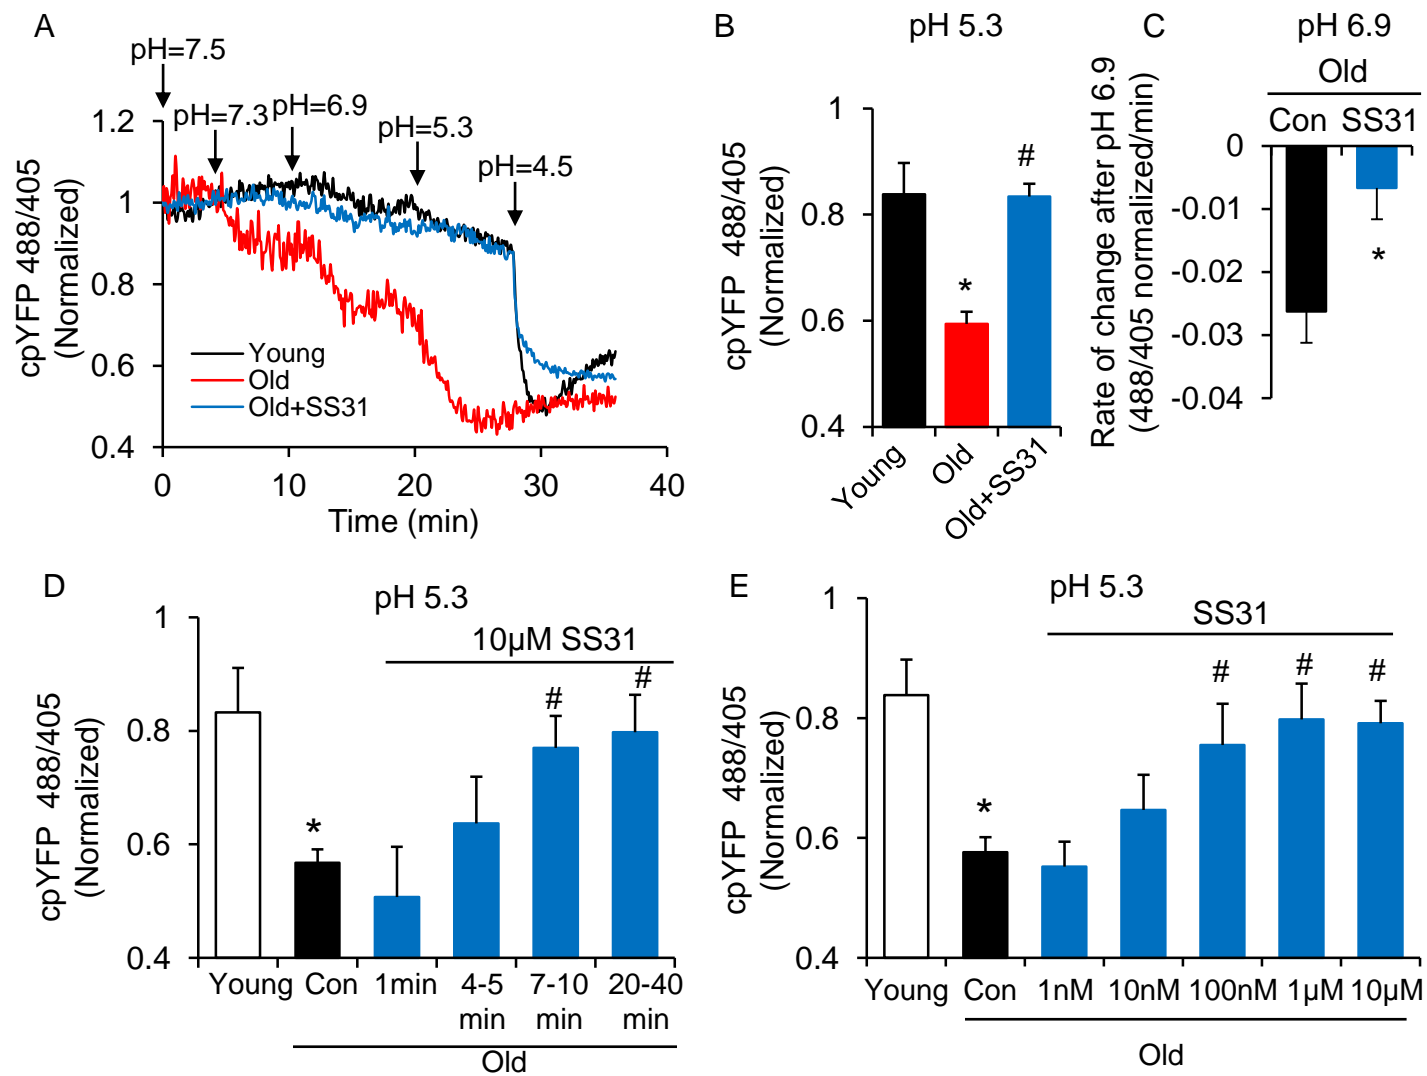 A
pH=7.5
pH=7.3
pH=6.9
pH=5.3
pH=4.5
cpYFP 488/405
(Normalized)
1.2
1
0.8
0.6
0.4
Young
Old
Old+SS31
0
10
20
30
40
Time (min)
B
pH 5.3
cpYFP 488/405
(Normalized)
1
0.8
0.6
0.4
*
#
Young
Old
Old+SS31
C
pH 6.9
Old
Con SS31
Rate of change after pH 6.9
(488/405 normalized/min)
0
-0.01
-0.02
-0.03
-0.04
*
D
pH 5.3
10µM SS31
cpYFP 488/405
(Normalized)
1
0.8
0.6
0.4
*
#
#
Young Con 1min 4-5 7-10 20-40
min min min
Old
E
pH 5.3
SS31
cpYFP 488/405
(Normalized)
1
0.8
0.6
0.4
*
#
#
#
Young Con 1nM 10nM 100nM 1µM 10µM
Old